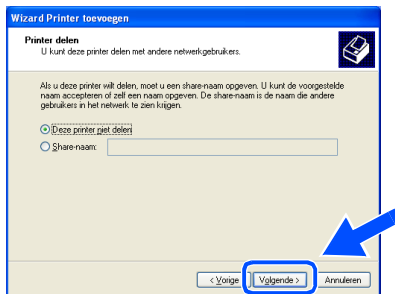 Wizard Printer toevoegen
Printer delen
U kunt deze printer delen met andere netwerkgebruikers.
Als u deze printer wilt delen, moet u een share-naam opgeven. U kunt de voorgestelde
naam accepteren of zelf een naam opgeven. De share-naam is de naam die andere
gebruikers in het netwerk te zien krijgen.
Deze printer niet delen
Share-naam:
< Vorige Volgende > Annuleren